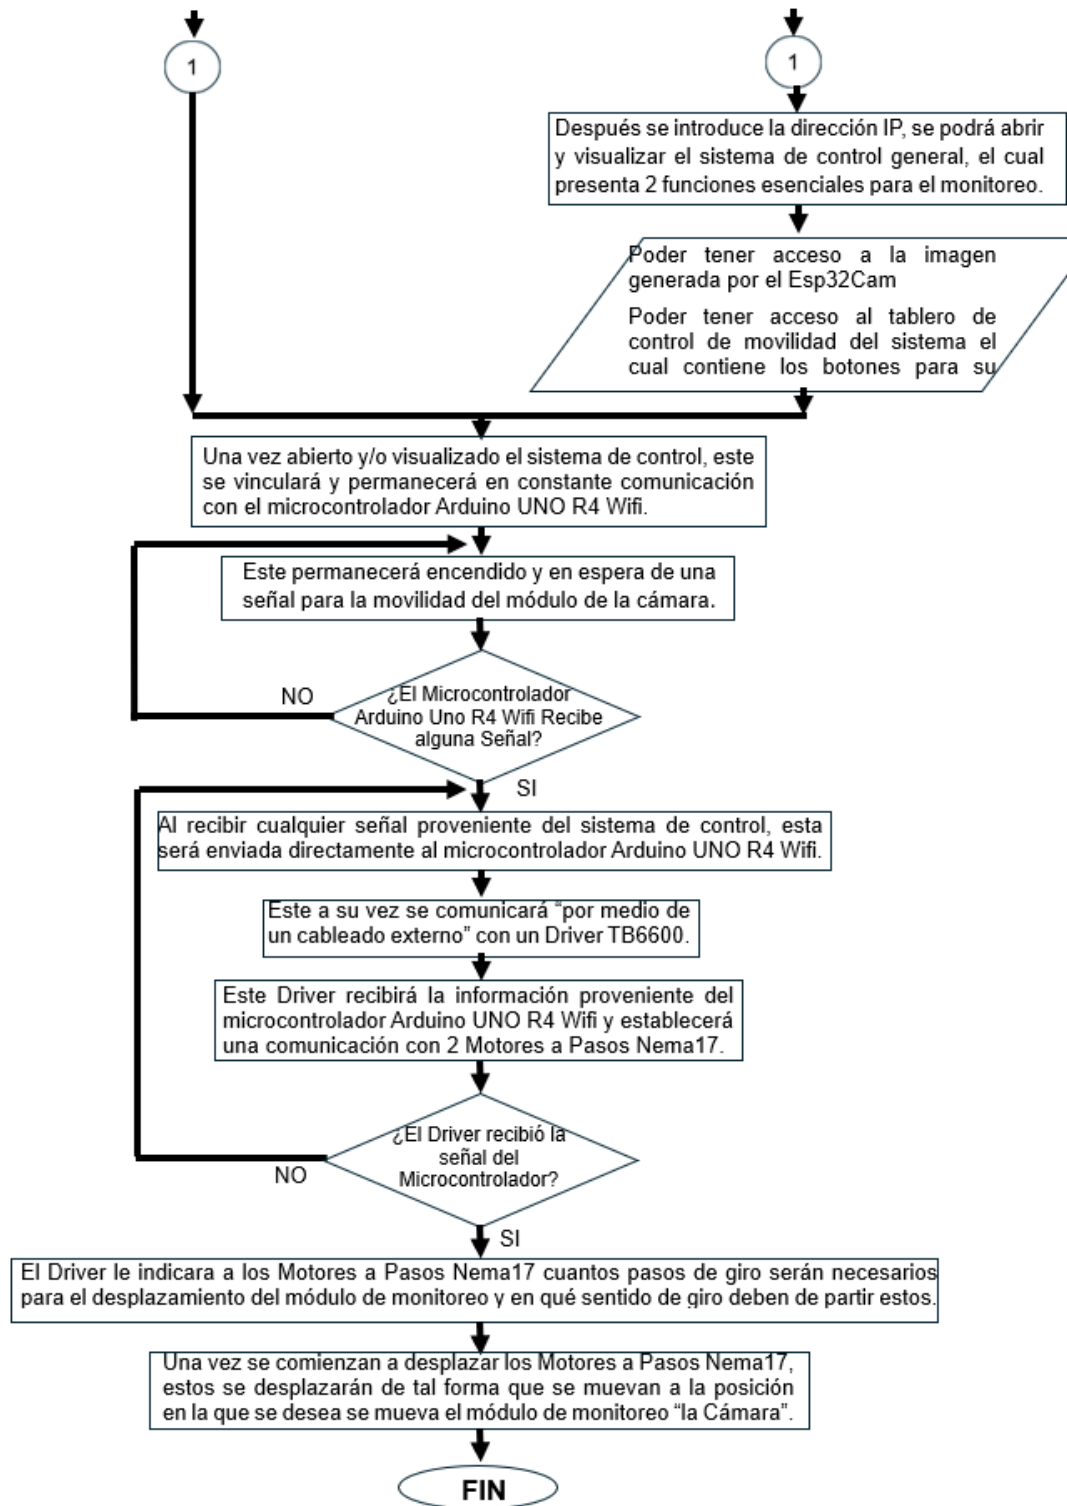 1
1
Después se introduce la dirección IP, se podrá abrir
y visualizar el sistema de control general, el cual
presenta 2 funciones esenciales para el monitoreo.
Poder tener acceso a la imagen
generada por el Esp32Cam
Poder tener acceso al tablero de
control de movilidad del sistema el
cual contiene los botones para su
Una vez abierto y/o visualizado el sistema de control, este
se vinculará y permanecerá en constante comunicación
con el microcontrolador Arduino UNO R4 Wifi.
Este permanecerá encendido y en espera de una
señal para la movilidad del módulo de la cámara.
NO
¿El Microcontrolador
Arduino Uno R4 Wifi Recibe
alguna Señal?
SI
Al recibir cualquier señal proveniente del sistema de control, esta
será enviada directamente al microcontrolador Arduino UNO R4 Wifi.
Este a su vez se comunicará “por medio de
un cableado externo” con un Driver TB6600.
Este Driver recibirá la información proveniente del
microcontrolador Arduino UNO R4 Wifi y establecerá
una comunicación con 2 Motores a Pasos Nema17.
¿El Driver recibió la
señal del
Microcontrolador?
NO
SI
El Driver le indicara a los Motores a Pasos Nema17 cuantos pasos de giro serán necesarios
para el desplazamiento del módulo de monitoreo y en qué sentido de giro deben de partir estos.
Una vez se comienzan a desplazar los Motores a Pasos Nema17,
estos se desplazarán de tal forma que se muevan a la posición
en la que se desea se mueva el módulo de monitoreo “la Cámara”.
FIN